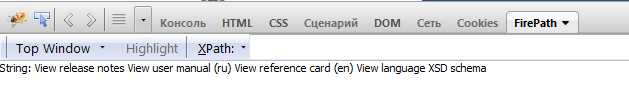 Консоль HTML CSS Сценарий DOM Сеть Cookies FirePath
Top Window Highlight XPath:
String: View release notes View user manual (ru) View reference card (en) View language XSD schema